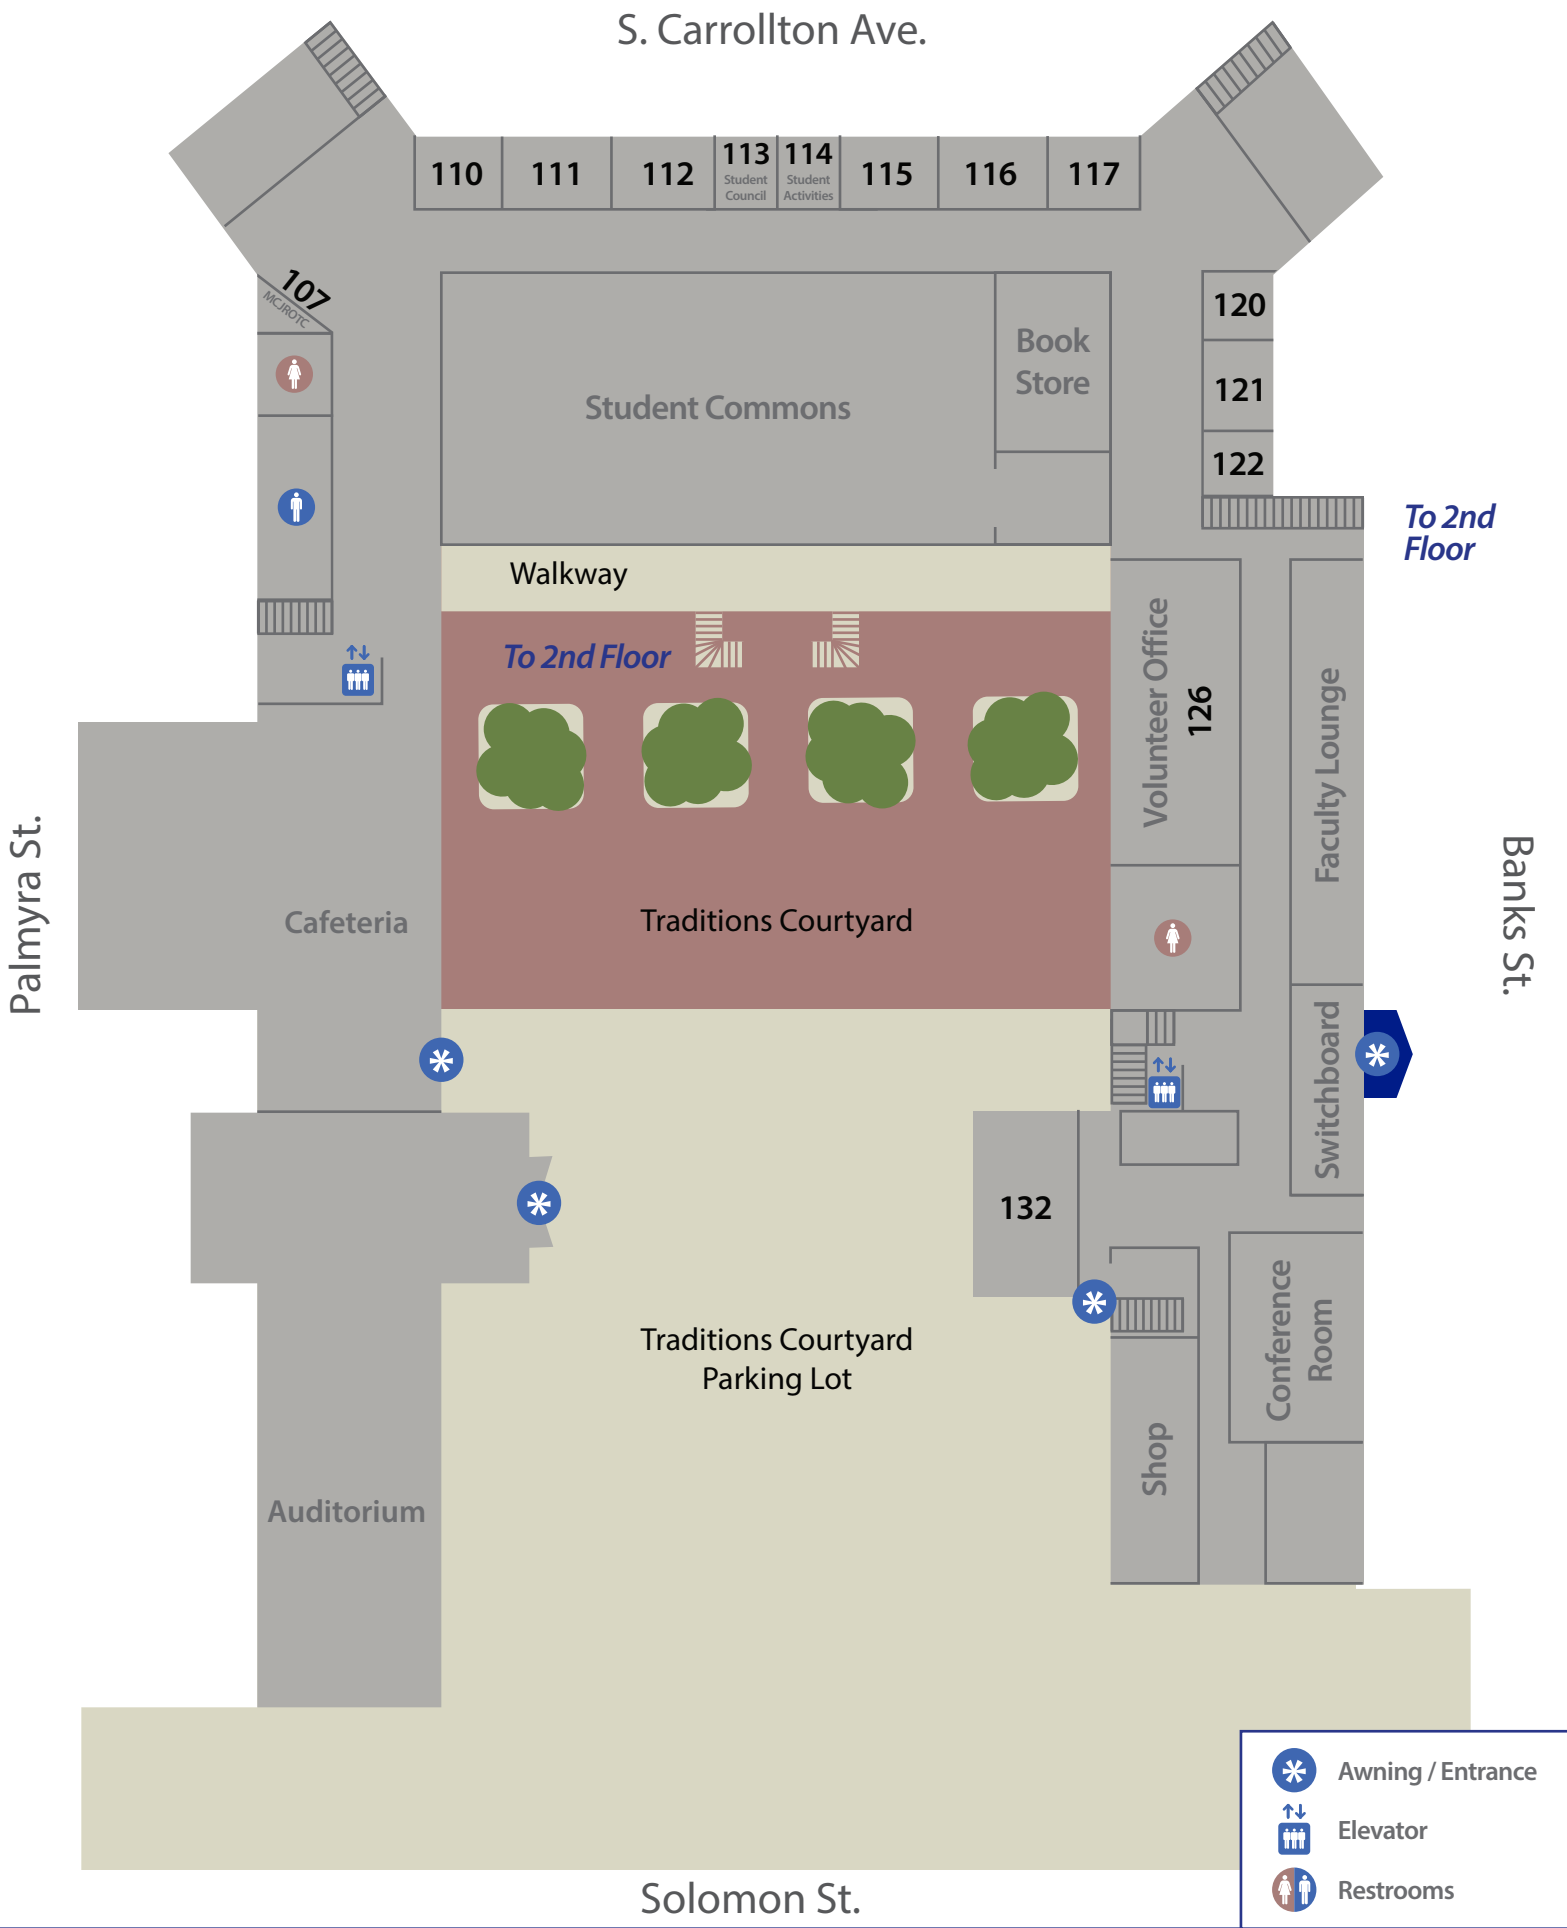 S. Carrollton Ave.
110
111
112
113
Student
Council
114
Student
Activities
115
116
117
107
MCJROTC
120
121
122
Book
Store
Student Commons
To 2nd
Floor
Walkway
To 2nd Floor
Volunteer Office
126
Faculty Lounge
Palmyra St.
Banks St.
Cafeteria
Traditions Courtyard
Switchboard
132
Traditions Courtyard
Parking Lot
Conference
Room
Shop
Auditorium
Awning / Entrance
Elevator
Restrooms
Solomon St.